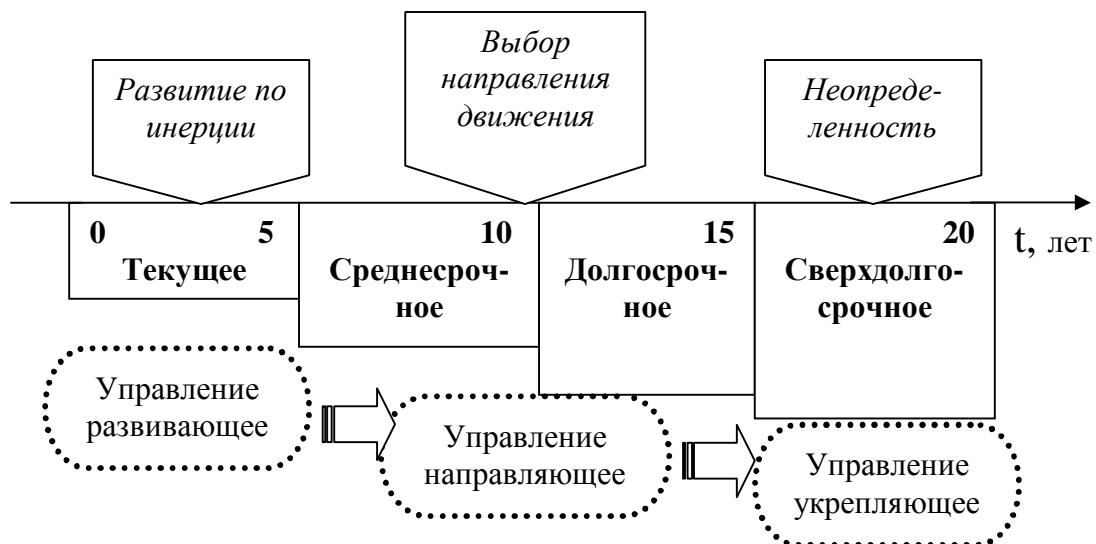 Развитие по
инерции
Выбор
направления
движения
Неопреде-
ленность
0 5
Текущее
10
Среднесроч-
ное
15
Долгосроч-
ное
20
Сверхдолго-
срочное
t, лет
Управление
развивающее
Управление
направляющее
Управление
укрепляющее